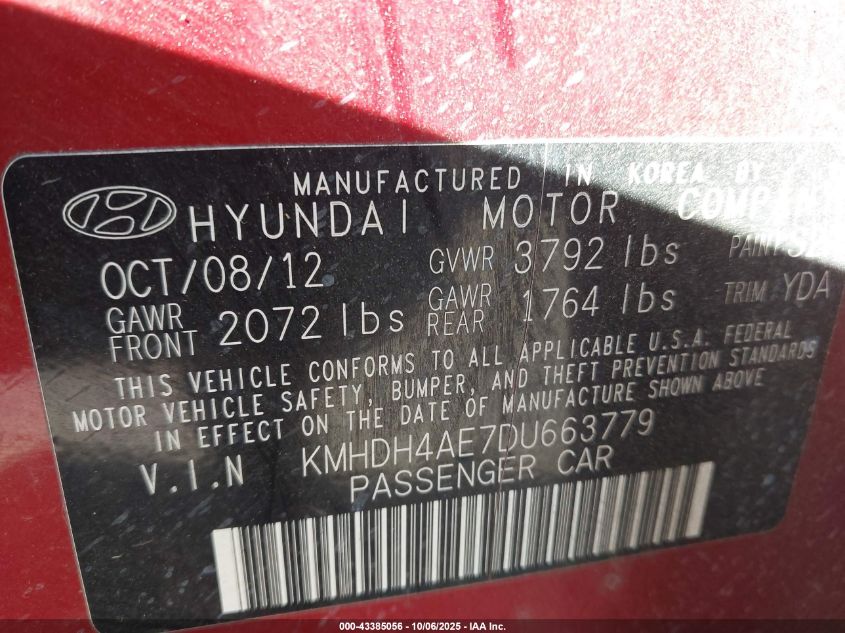 MANUFACTURED IN KOREA BY
HYUNDAI MOTOR COMPANY
OCT/08/12 GVWR 3792 lbs PAINT
GAWR FRONT 2072 lbs GAWR REAR 1764 lbs TRIM YDA
THIS VEHICLE CONFORMS TO ALL APPLICABLE U.S.A. FEDERAL
MOTOR VEHICLE SAFETY, BUMPER, AND THEFT PREVENTION STANDARDS
IN EFFECT ON THE DATE OF MANUFACTURE SHOWN ABOVE
V.I.N KMHDH4AE7DU663779
PASSENGER CAR
000-43385056 - 10/06/2025 - IAA Inc.